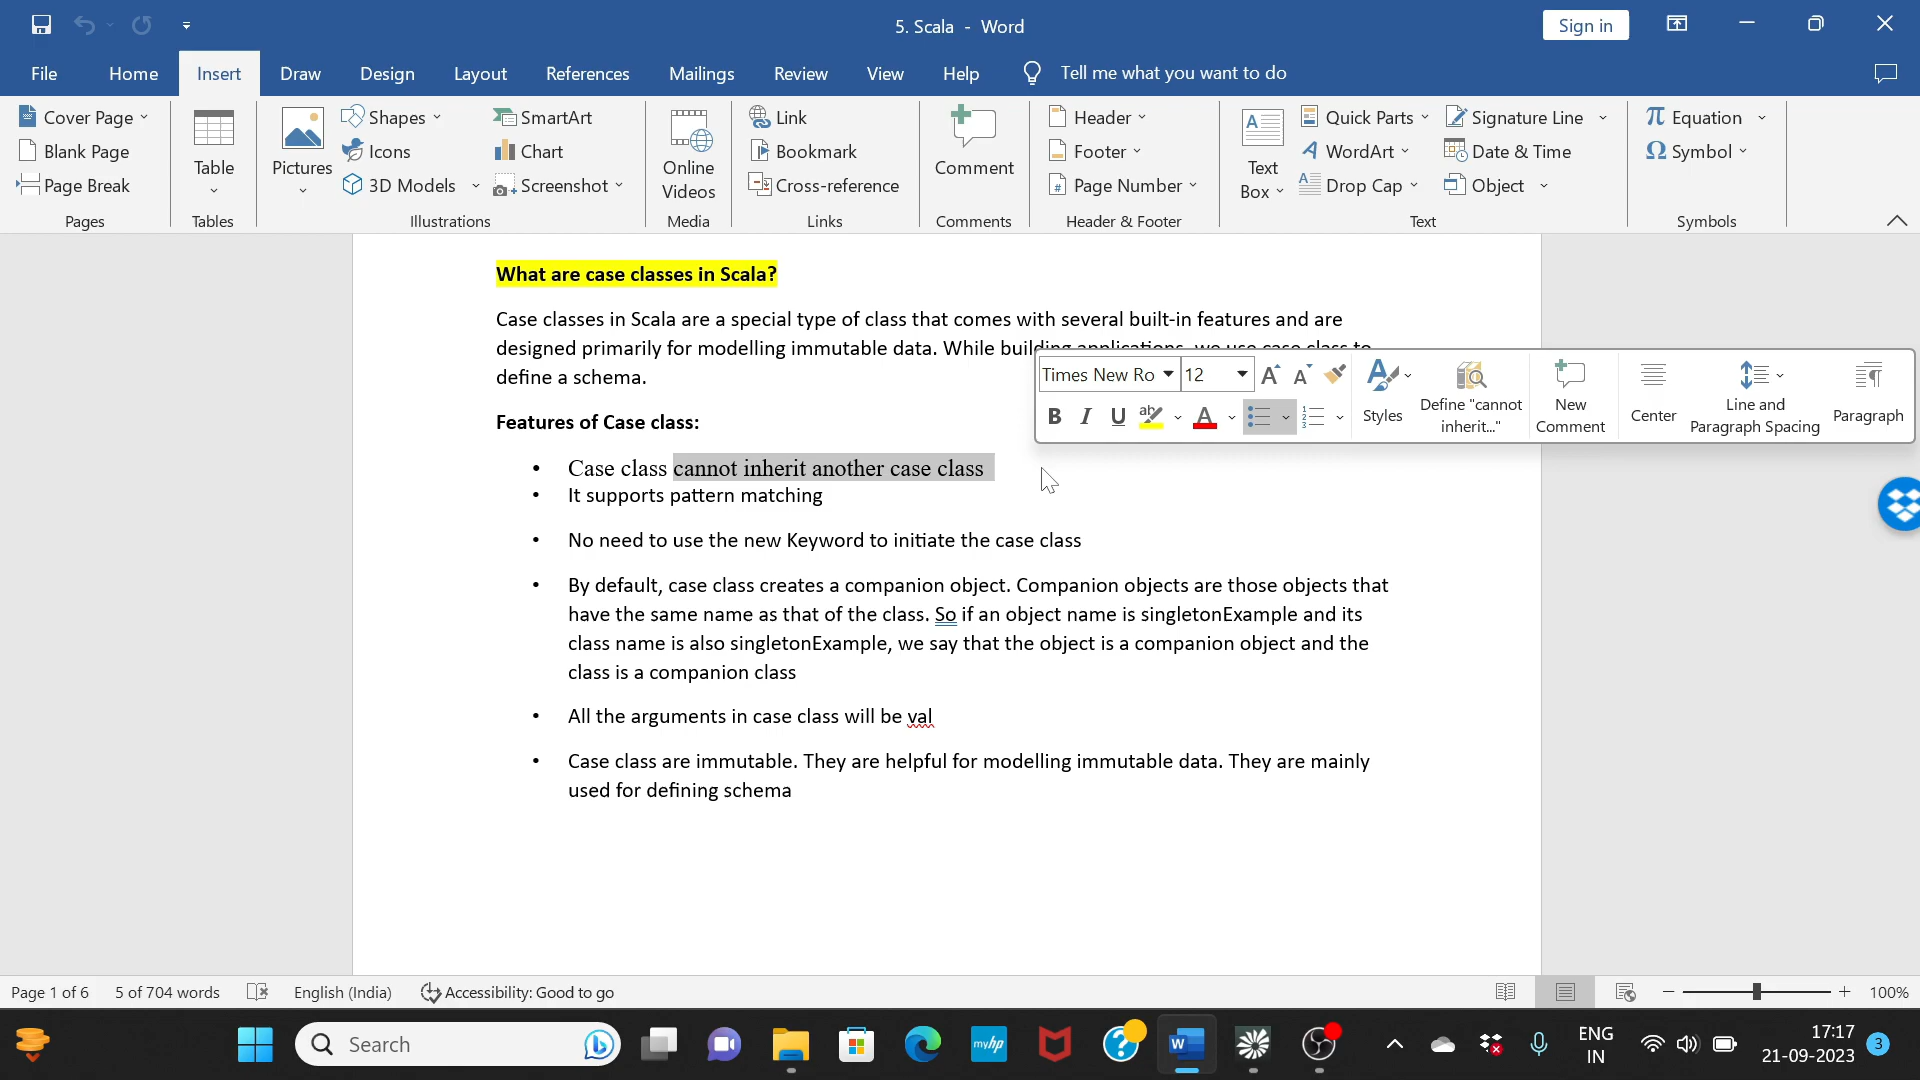 5. Scala - Word
Sign in
File Home Insert Draw Design Layout References Mailings Review View Help Tell me what you want to do
Cover Page
Blank Page
Page Break
Pages
Table
Tables
Pictures
Shapes
Icons
3D Models
SmartArt
Chart
Screenshot
Illustrations
Online
Videos
Media
Link
Bookmark
Cross-reference
Links
Comment
Comments
Header
Footer
Page Number
Header & Footer
Text
Box
Quick Parts
WordArt
Drop Cap
Signature Line
Date & Time
Object
Text
Equation
Symbol
Symbols
What are case classes in Scala?
Case classes in Scala are a special type of class that comes with several built-in features and are
designed primarily for modelling immutable data. While building applications, we use case class to
define a schema.
Times New Ro 12
Styles
Define "cannot
inherit..."
New
Comment
Center
Line and
Paragraph Spacing
Paragraph
Features of Case class:
• Case class cannot inherit another case class
• It supports pattern matching
• No need to use the new Keyword to initiate the case class
• By default, case class creates a companion object. Companion objects are those objects that
have the same name as that of the class. So if an object name is singletonExample and its
class name is also singletonExample, we say that the object is a companion object and the
class is a companion class
• All the arguments in case class will be val
• Case class are immutable. They are helpful for modelling immutable data. They are mainly
used for defining schema
Page 1 of 6 5 of 704 words English (India) Accessibility: Good to go 100%
Search
myhp
ENG
IN
17:17
21-09-2023
3